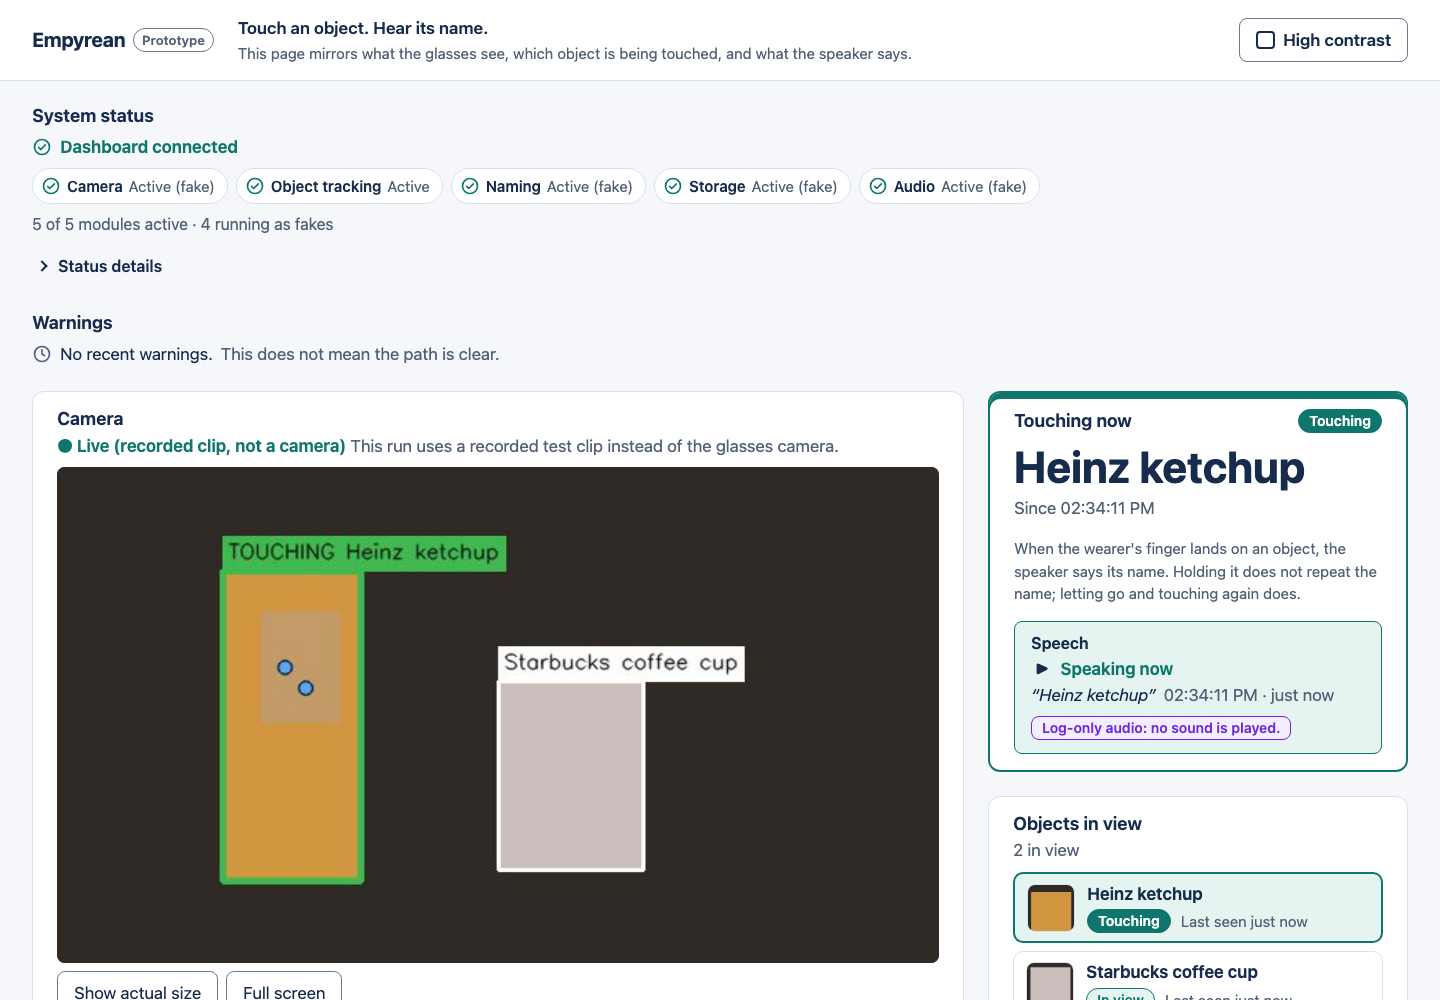 Empyrean
Prototype
Touch an object. Hear its name.
This page mirrors what the glasses see, which object is being touched, and what the speaker says.
High contrast
System status
Dashboard connected
Camera Active (fake)
Object tracking Active
Naming Active (fake)
Storage Active (fake)
Audio Active (fake)
5 of 5 modules active · 4 running as fakes
Status details
Warnings
No recent warnings. This does not mean the path is clear.
Camera
Live (recorded clip, not a camera) This run uses a recorded test clip instead of the glasses camera.
TOUCHING Heinz ketchup
Starbucks coffee cup
Show actual size
Full screen
Touching now
Touching
Heinz ketchup
Since 02:34:11 PM
When the wearer's finger lands on an object, the
speaker says its name. Holding it does not repeat the
name; letting go and touching again does.
Speech
Speaking now
“Heinz ketchup” 02:34:11 PM · just now
Log-only audio: no sound is played.
Objects in view
2 in view
Heinz ketchup
Touching
Last seen just now
Starbucks coffee cup
In view
Last seen just now